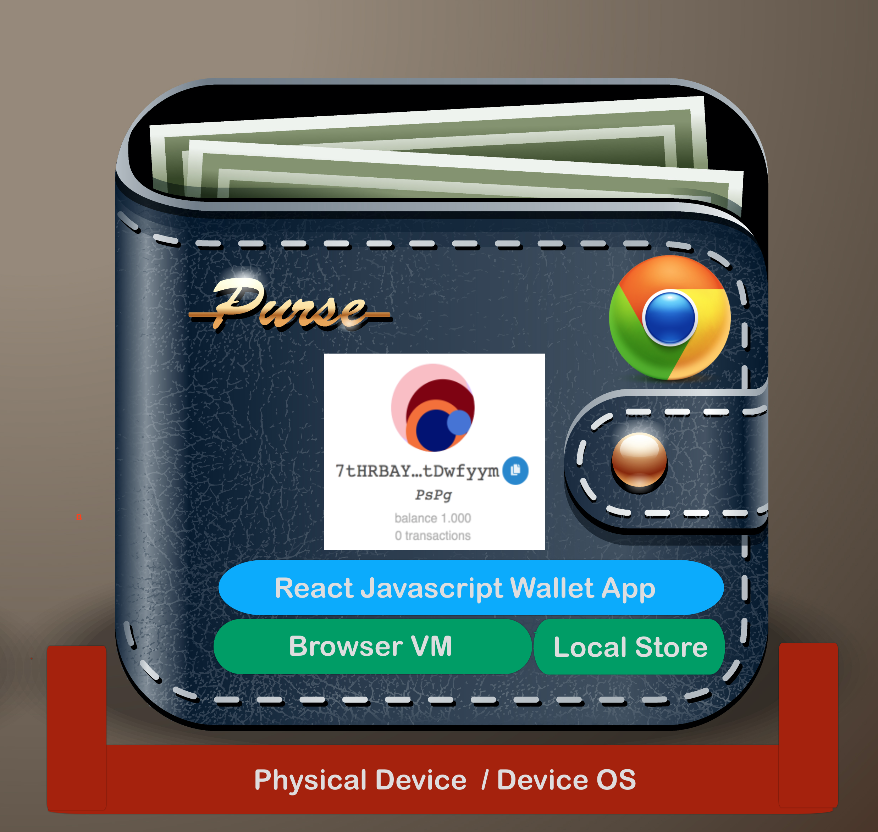 Purse
7tHRBAY...tDwfyym
PsPg
balance 1.000
0 transactions
React Javascript Wallet App
Browser VM
Local Store
Physical Device / Device OS